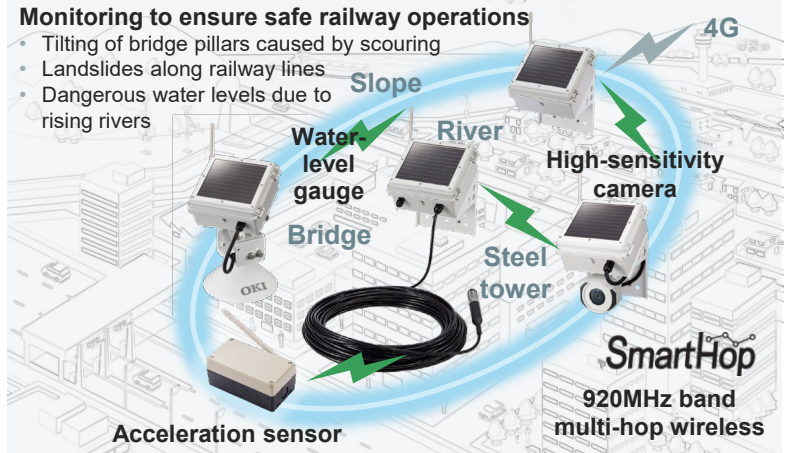 Monitoring to ensure safe railway operations
• Tilting of bridge pillars caused by scouring
• Landslides along railway lines
• Dangerous water levels due to
rising rivers
4G
Slope
Water-
level
gauge
River
High-sensitivity
camera
Bridge
Steel
tower
OKI
SmartHop
920MHz band
multi-hop wireless
Acceleration sensor